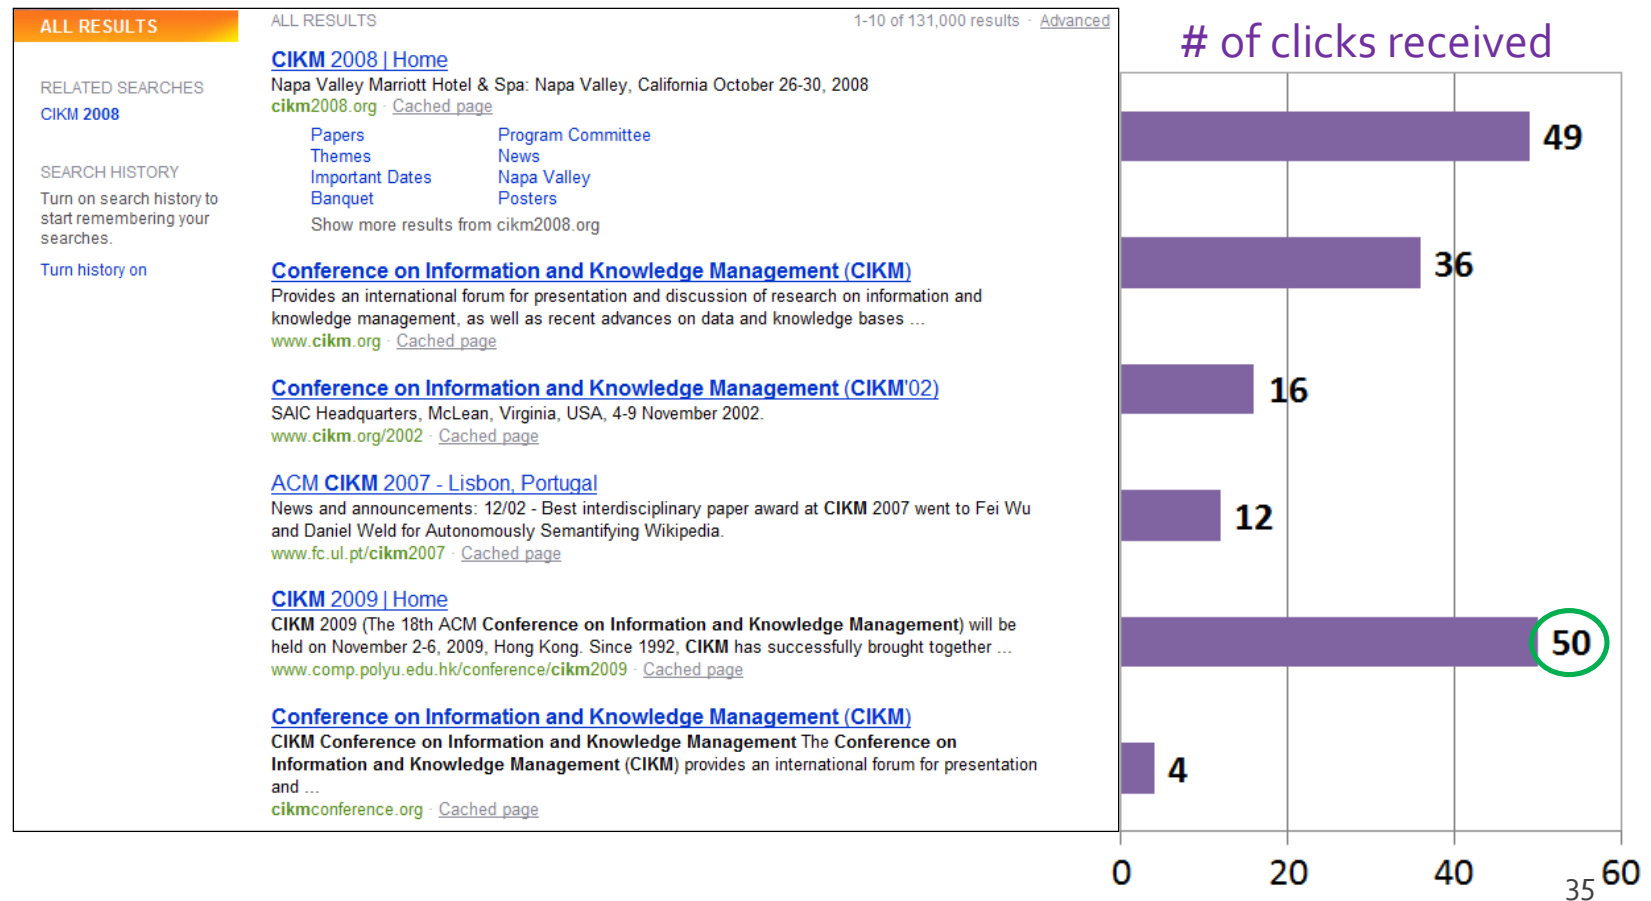 ALL RESULTS
RELATED SEARCHES
CIKM 2008
SEARCH HISTORY
Turn on search history to
start remembering your
searches.
Turn history on
ALL RESULTS
1-10 of 131,000 results · Advanced
CIKM 2008 | Home
Napa Valley Marriott Hotel & Spa: Napa Valley, California October 26-30, 2008
cikm2008.org · Cached page
Papers
Program Committee
Themes
News
Important Dates
Napa Valley
Banquet
Posters
Show more results from cikm2008.org
Conference on Information and Knowledge Management (CIKM)
Provides an international forum for presentation and discussion of research on information and
knowledge management, as well as recent advances on data and knowledge bases ...
www.cikm.org · Cached page
Conference on Information and Knowledge Management (CIKM'02)
SAIC Headquarters, McLean, Virginia, USA, 4-9 November 2002.
www.cikm.org/2002 · Cached page
ACM CIKM 2007 - Lisbon, Portugal
News and announcements: 12/02 - Best interdisciplinary paper award at CIKM 2007 went to Fei Wu
and Daniel Weld for Autonomously Semantifying Wikipedia.
www.fc.ul.pt/cikm2007 · Cached page
CIKM 2009 | Home
CIKM 2009 (The 18th ACM Conference on Information and Knowledge Management) will be
held on November 2-6, 2009, Hong Kong. Since 1992, CIKM has successfully brought together ...
www.comp.polyu.edu.hk/conference/cikm2009 · Cached page
Conference on Information and Knowledge Management (CIKM)
CIKM Conference on Information and Knowledge Management The Conference on
Information and Knowledge Management (CIKM) provides an international forum for presentation
and ...
cikmconference.org · Cached page
# of clicks received
49
36
16
12
50
4
0 20 40 60
35